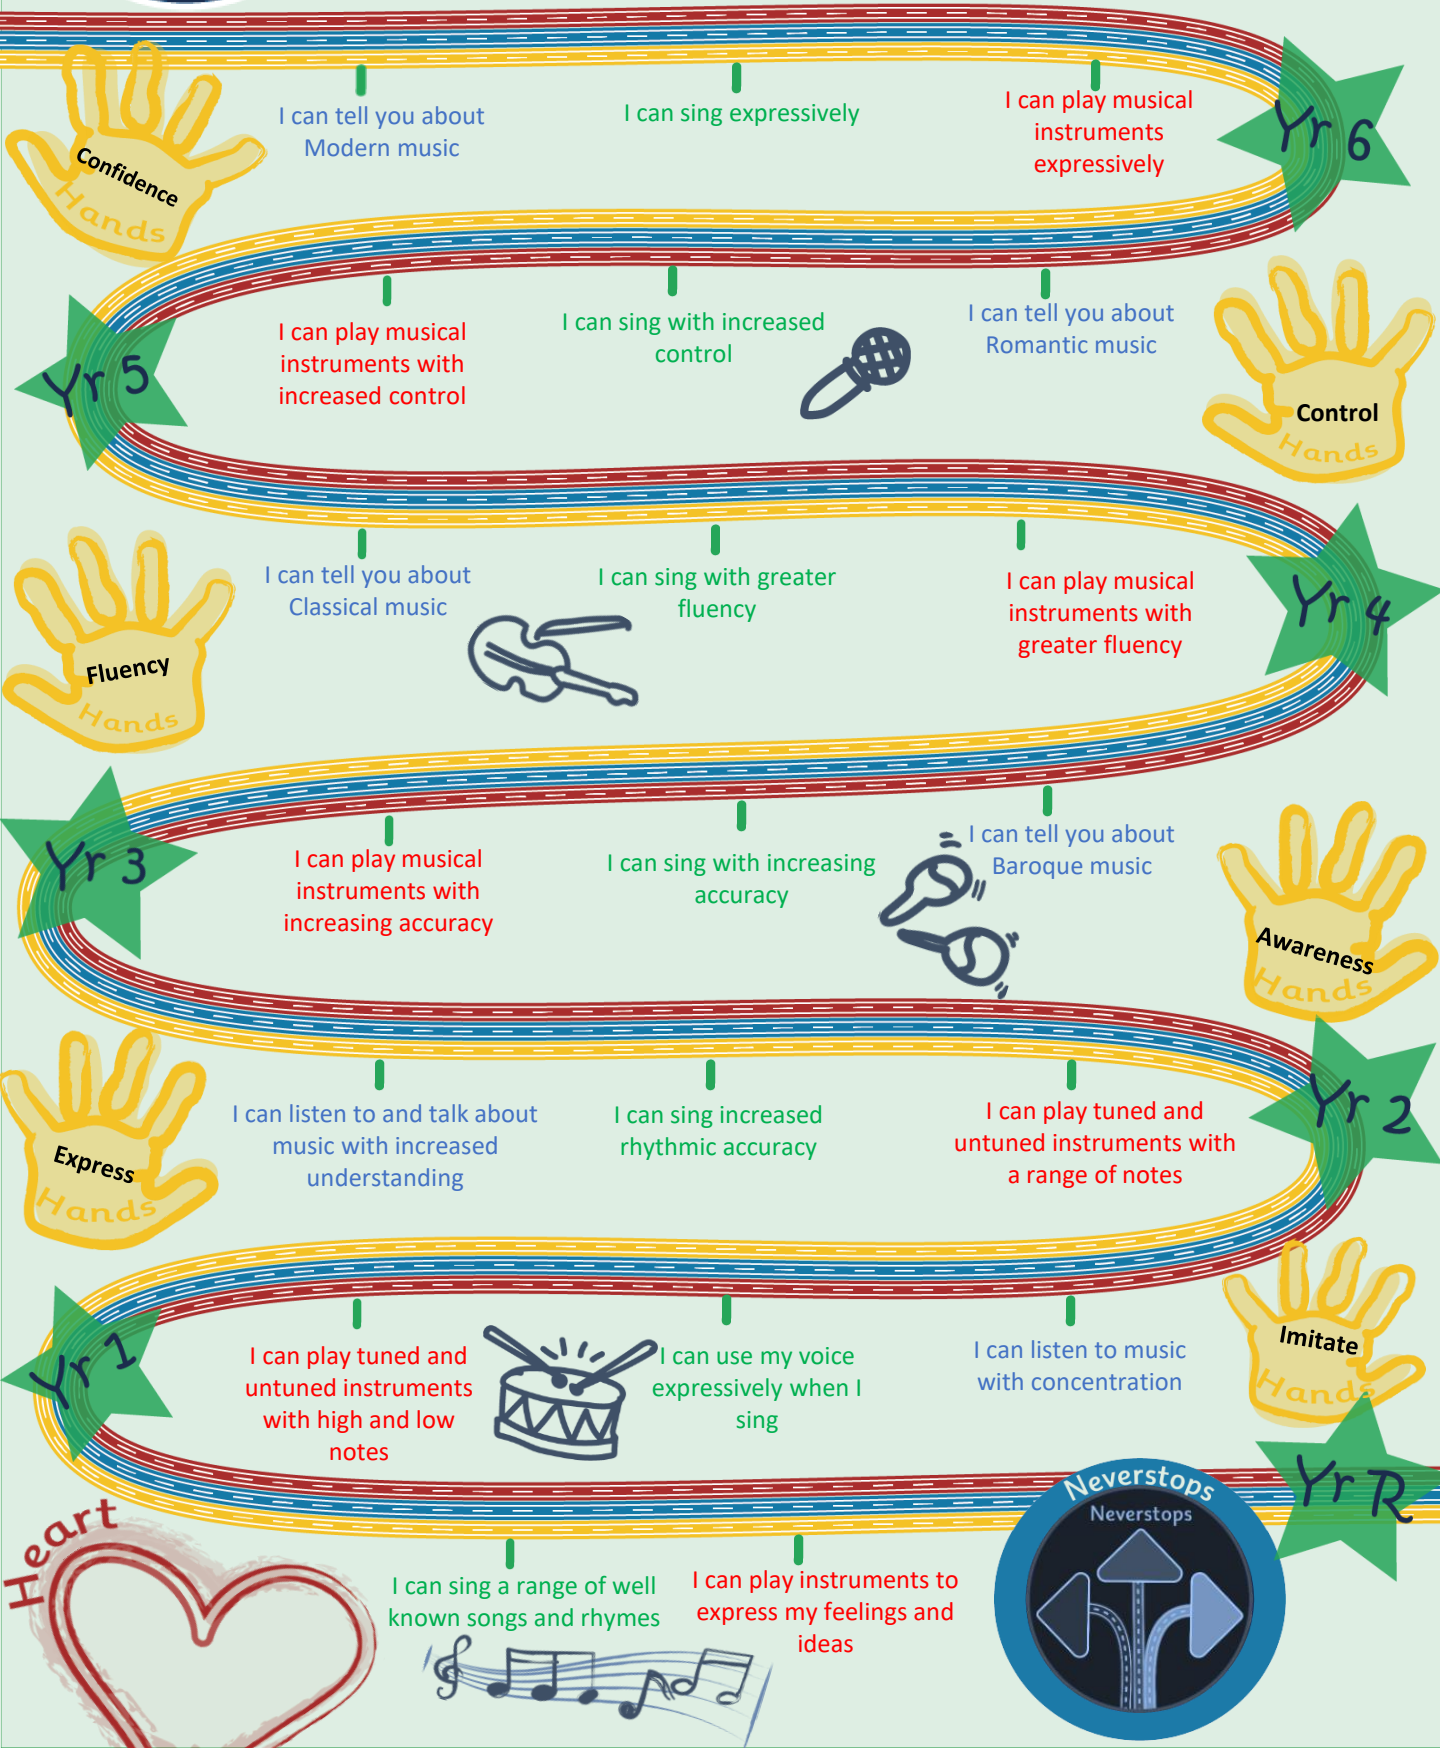 I can tell you about
Modern music
I can sing expressively
I can play musical
instruments
expressively
Yr 6
Confidence
Hands
I can play musical
instruments with
increased control
I can sing with increased
control
I can tell you about
Romantic music
Yr 5
Control
Hands
I can tell you about
Classical music
I can sing with greater
fluency
I can play musical
instruments with
greater fluency
Yr 4
Fluency
Hands
Yr 3
I can play musical
instruments with
increasing accuracy
I can sing with increasing
accuracy
I can tell you about
Baroque music
Awareness
Hands
I can listen to and talk about
music with increased
understanding
I can sing increased
rhythmic accuracy
I can play tuned and
untuned instruments with
a range of notes
Yr 2
Express
Hands
Yr 1
I can play tuned and
untuned instruments
with high and low
notes
I can use my voice
expressively when I
sing
I can listen to music
with concentration
Imitate
Hands
Yr R
Heart
I can sing a range of well
known songs and rhymes
I can play instruments to
express my feelings and
ideas
Neverstops
Neverstops